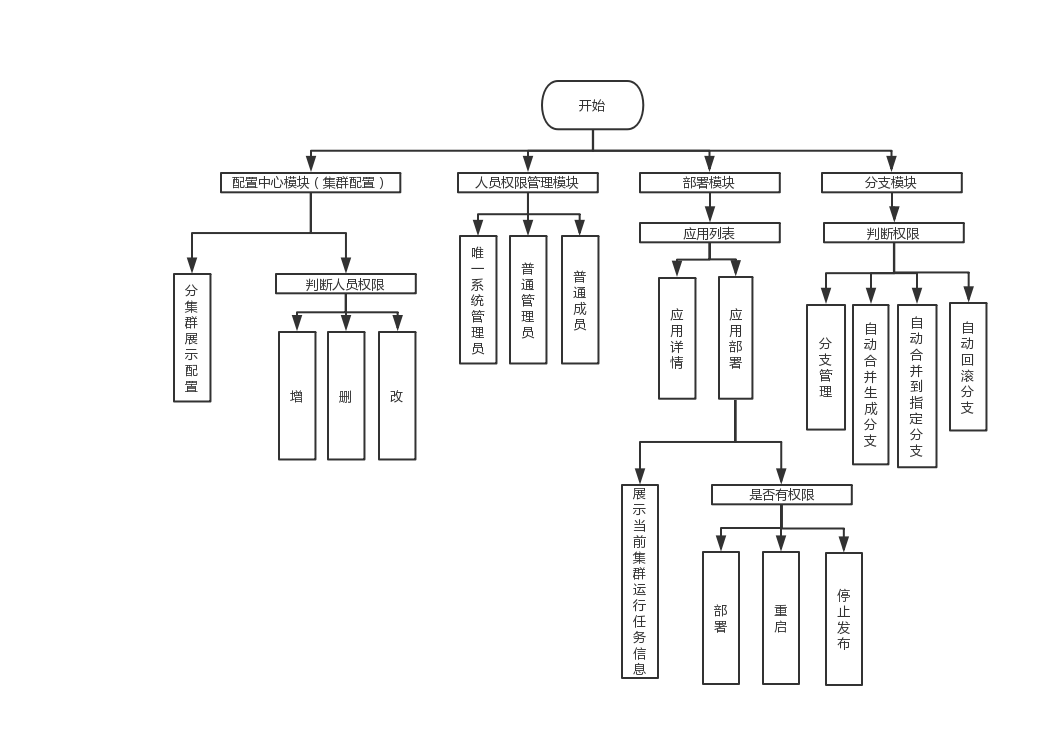 开始
配置中心模块（集群配置）
人员权限管理模块
部署模块
分支模块
应用列表
判断权限
分集群展示配置
判断人员权限
增
删
改
唯一系统管理员
普通管理员
普通成员
应用详情
应用部署
分支管理
自动合并生成分支
自动合并到指定分支
自动回滚分支
展示当前集群运行任务信息
是否有权限
部署
重启
停止发布